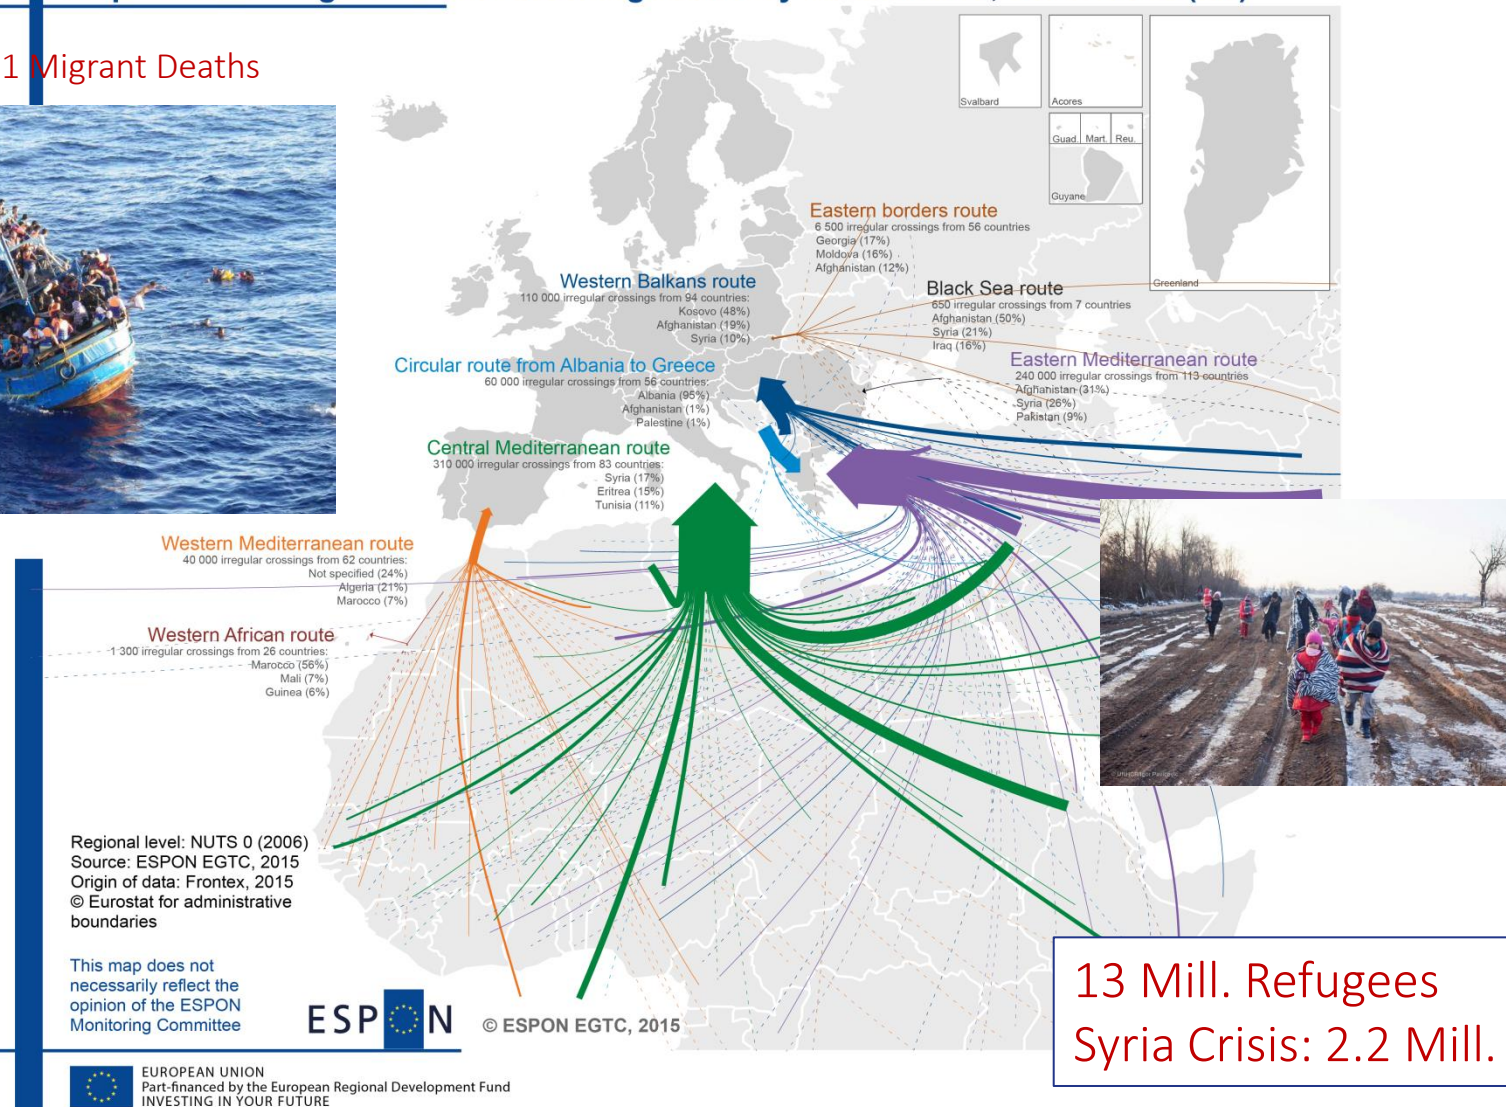 1 Migrant Deaths
Svalbard
Acores
Guad.
Mart.
Reu.
Guyane
Greenland
Eastern borders route
6 500 irregular crossings from 56 countries
Georgia (17%)
Moldova (16%)
Afghanistan (12%)
Western Balkans route
110 000 irregular crossings from 94 countries:
Kosovo (48%)
Afghanistan (19%)
Syria (10%)
Black Sea route
650 irregular crossings from 7 countries
Afghanistan (50%)
Syria (21%)
Iraq (16%)
Circular route from Albania to Greece
60 000 irregular crossings from 56 countries:
Albania (95%)
Afghanistan (1%)
Palestine (1%)
Eastern Mediterranean route
240 000 irregular crossings from 113 countries
Afghanistan (31%)
Syria (26%)
Pakistan (9%)
Central Mediterranean route
310 000 irregular crossings from 83 countries:
Syria (17%)
Eritrea (15%)
Tunisia (11%)
Western Mediterranean route
40 000 irregular crossings from 62 countries:
Not specified (24%)
Algeria (21%)
Marocco (7%)
Western African route
1 300 irregular crossings from 26 countries:
Marocco (56%)
Mali (7%)
Guinea (6%)
Regional level: NUTS 0 (2006)
Source: ESPON EGTC, 2015
Origin of data: Frontex, 2015
© Eurostat for administrative
boundaries
This map does not
necessarily reflect the
opinion of the ESPON
Monitoring Committee
ESPON
© ESPON EGTC, 2015
13 Mill. Refugees
Syria Crisis: 2.2 Mill.
EUROPEAN UNION
Part-financed by the European Regional Development Fund
INVESTING IN YOUR FUTURE